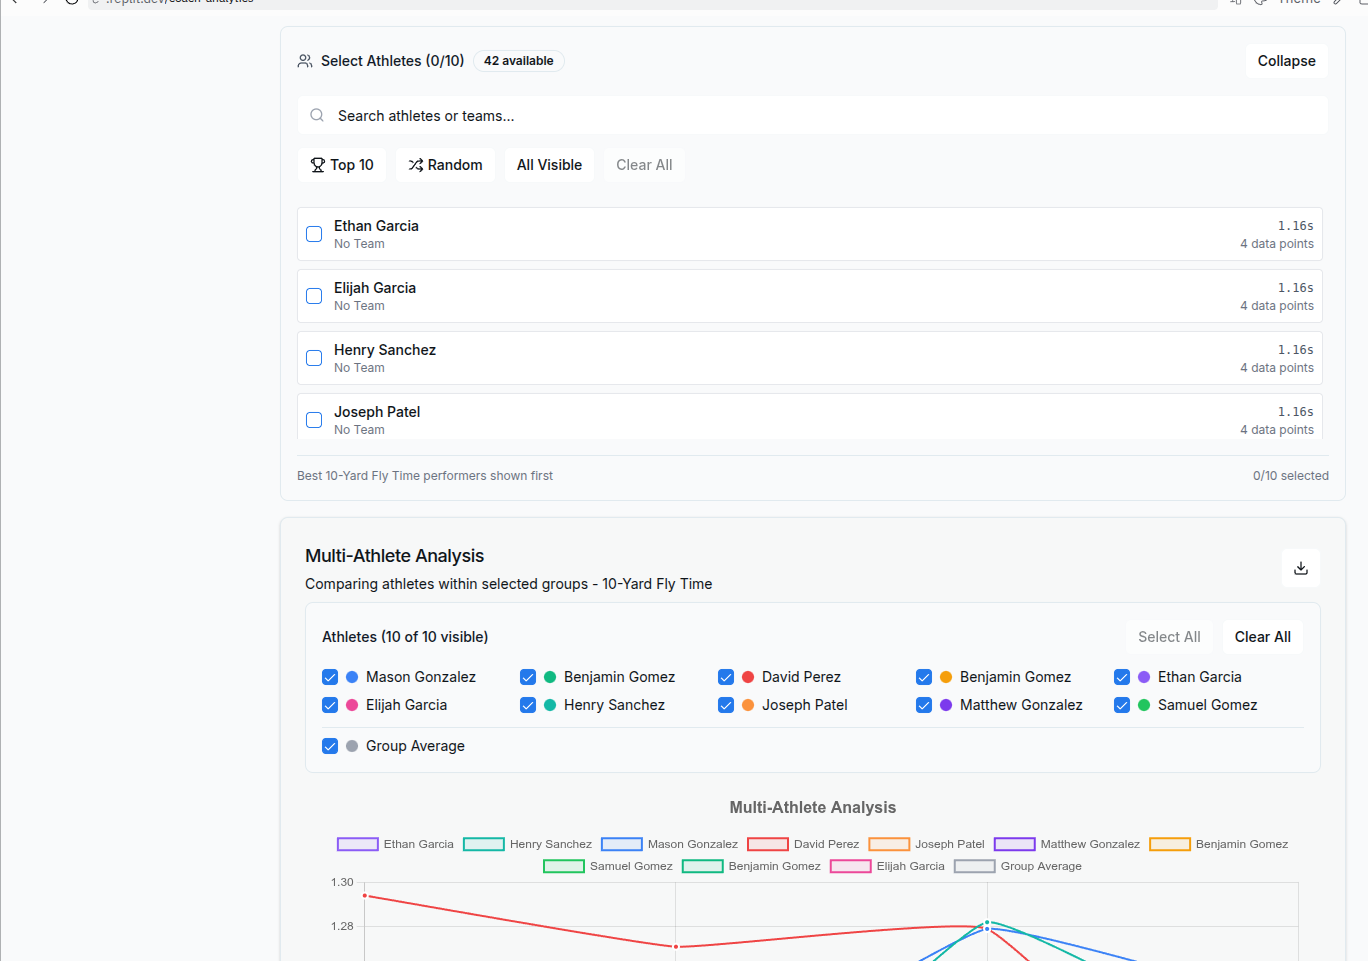 .replit.dev/coach-analytics
Theme
Select Athletes (0/10) 42 available Collapse
Search athletes or teams...
Top 10 Random All Visible Clear All
Ethan Garcia 1.16s
No Team 4 data points
Elijah Garcia 1.16s
No Team 4 data points
Henry Sanchez 1.16s
No Team 4 data points
Joseph Patel 1.16s
No Team 4 data points
Best 10-Yard Fly Time performers shown first 0/10 selected
Multi-Athlete Analysis
Comparing athletes within selected groups - 10-Yard Fly Time
Athletes (10 of 10 visible) Select All Clear All
Mason Gonzalez Benjamin Gomez David Perez Benjamin Gomez Ethan Garcia
Elijah Garcia Henry Sanchez Joseph Patel Matthew Gonzalez Samuel Gomez
Group Average
Multi-Athlete Analysis
Ethan Garcia Henry Sanchez Mason Gonzalez David Perez Joseph Patel Matthew Gonzalez Benjamin Gomez
Samuel Gomez Benjamin Gomez Elijah Garcia Group Average
1.30
1.28